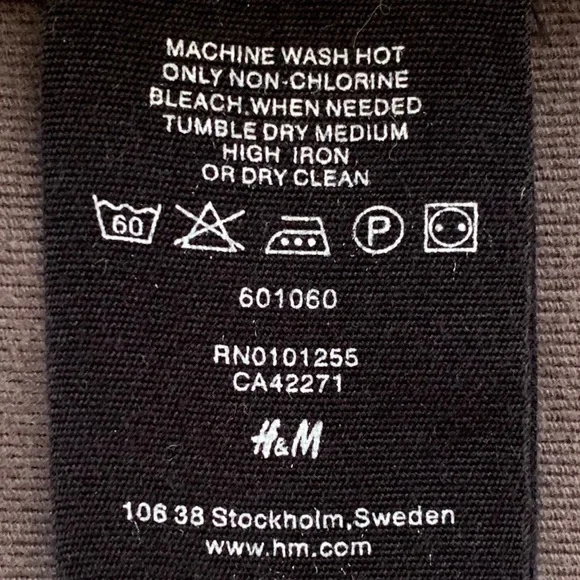 MACHINE WASH HOT
ONLY NON-CHLORINE
BLEACH.WHEN NEEDED
TUMBLE DRY MEDIUM
HIGH IRON
OR DRY CLEAN
60 P
601060
RN0101255
CA42271
H&M
106 38 Stockholm,Sweden
www.hm.com